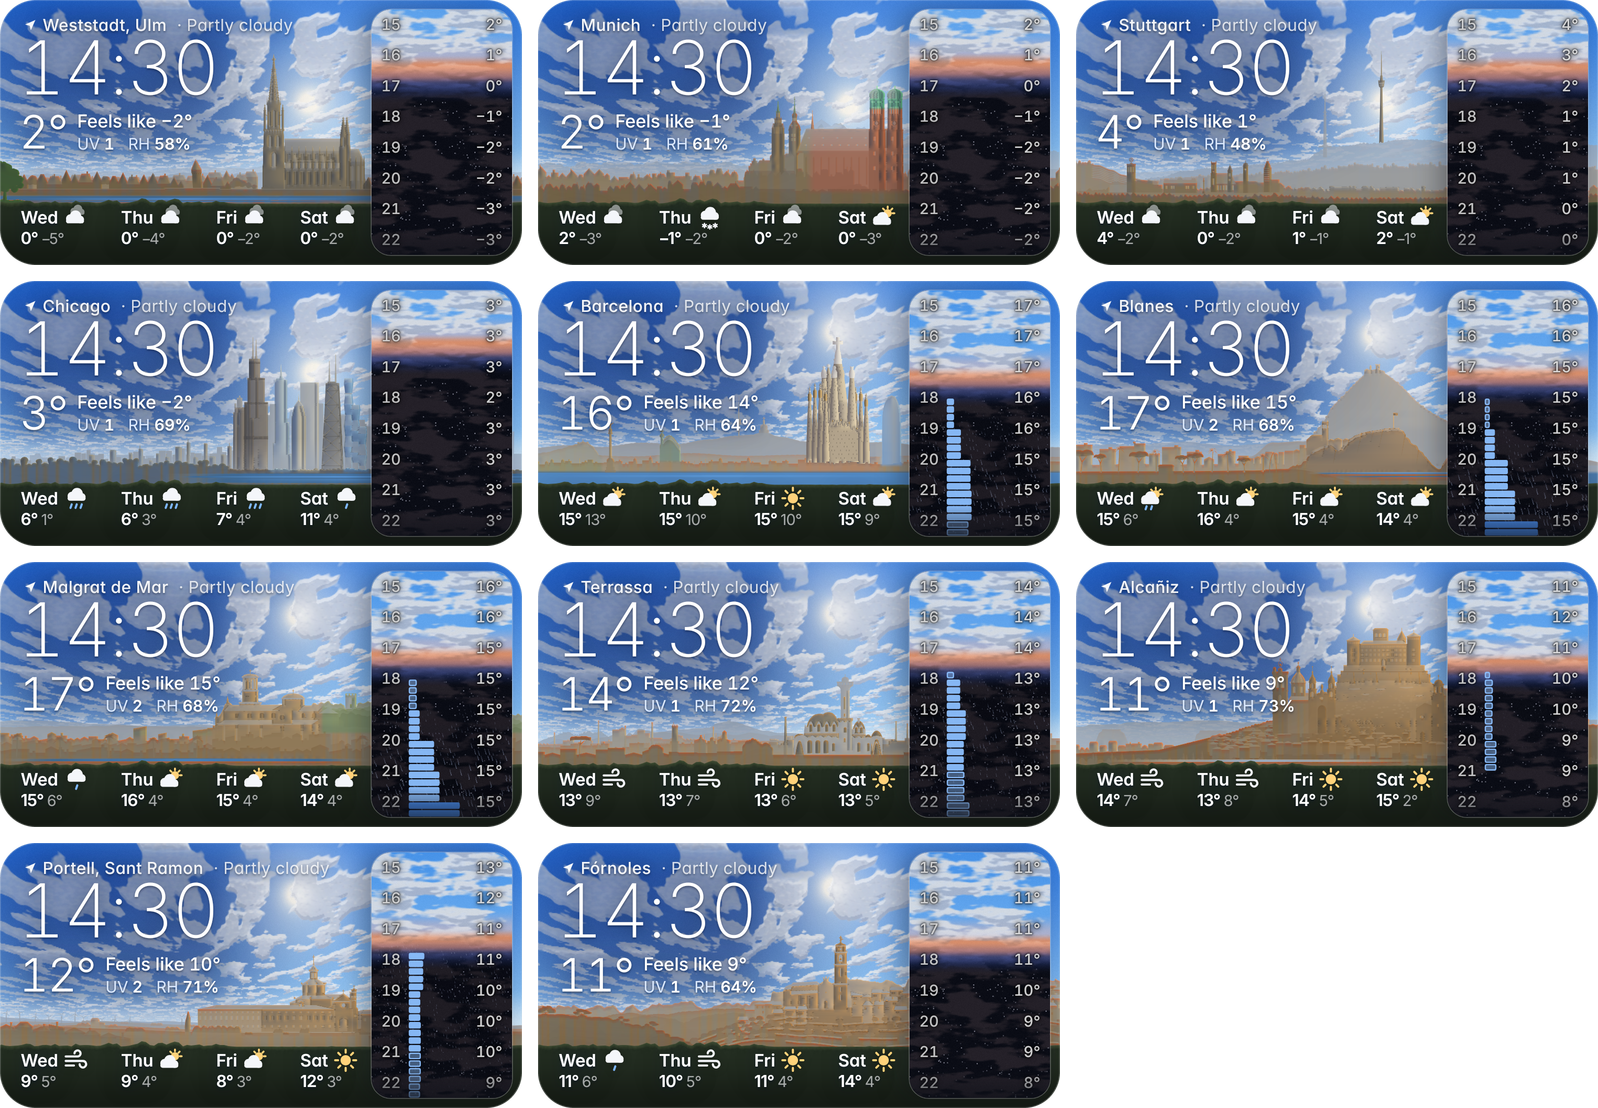 Weststadt, Ulm · Partly cloudy
14:30
2° Feels like −2°
UV 1 RH 58%
Wed Thu Fri Sat
0° −5° 0° −4° 0° −2° 0° −2°
15 2°
16 1°
17 0°
18 −1°
19 −2°
20 −2°
21 −3°
22 −3°
Munich · Partly cloudy
14:30
2° Feels like −1°
UV 1 RH 61%
Wed Thu Fri Sat
2° −3° −1° −2° 0° −2° 0° −3°
15 2°
16 1°
17 0°
18 −1°
19 −2°
20 −2°
21 −2°
22 −2°
Stuttgart · Partly cloudy
14:30
4° Feels like 1°
UV 1 RH 48%
Wed Thu Fri Sat
4° −2° 0° −2° 1° −1° 2° −1°
15 4°
16 3°
17 2°
18 1°
19 1°
20 1°
21 0°
22 0°
Chicago · Partly cloudy
14:30
3° Feels like −2°
UV 1 RH 69%
Wed Thu Fri Sat
6° 1° 6° 3° 7° 4° 11° 4°
15 3°
16 3°
17 3°
18 2°
19 3°
20 3°
21 3°
22 3°
Barcelona · Partly cloudy
14:30
16° Feels like 14°
UV 1 RH 64%
Wed Thu Fri Sat
15° 13° 15° 10° 15° 10° 15° 9°
15 17°
16 16°
17 16°
18 16°
19 16°
20 15°
21 15°
22 15°
Blanes · Partly cloudy
14:30
17° Feels like 15°
UV 2 RH 68%
Wed Thu Fri Sat
15° 6° 16° 4° 15° 4° 14° 4°
15 16°
16 16°
17 15°
18 15°
19 15°
20 15°
21 15°
22 15°
Malgrat de Mar · Partly cloudy
14:30
17° Feels like 15°
UV 2 RH 68%
Wed Thu Fri Sat
15° 6° 16° 4° 15° 4° 14° 4°
15 16°
16 16°
17 15°
18 15°
19 15°
20 15°
21 15°
22 15°
Terrassa · Partly cloudy
14:30
14° Feels like 12°
UV 1 RH 72%
Wed Thu Fri Sat
13° 9° 13° 7° 13° 6° 13° 5°
15 14°
16 14°
17 14°
18 13°
19 13°
20 13°
21 13°
22 13°
Alcañiz · Partly cloudy
14:30
11° Feels like 9°
UV 1 RH 73%
Wed Thu Fri Sat
14° 7° 13° 8° 14° 5° 15° 2°
15 11°
16 12°
17 11°
18 10°
19 10°
20 9°
21 9°
22 8°
Portell, Sant Ramon · Partly cloudy
14:30
12° Feels like 10°
UV 2 RH 71%
Wed Thu Fri Sat
9° 5° 9° 4° 8° 3° 12° 3°
15 13°
16 12°
17 11°
18 11°
19 10°
20 10°
21 10°
22 9°
Fórnoles · Partly cloudy
14:30
11° Feels like 9°
UV 1 RH 64%
Wed Thu Fri Sat
11° 6° 10° 5° 11° 4° 14° 4°
15 11°
16 11°
17 11°
18 10°
19 10°
20 9°
21 9°
22 8°